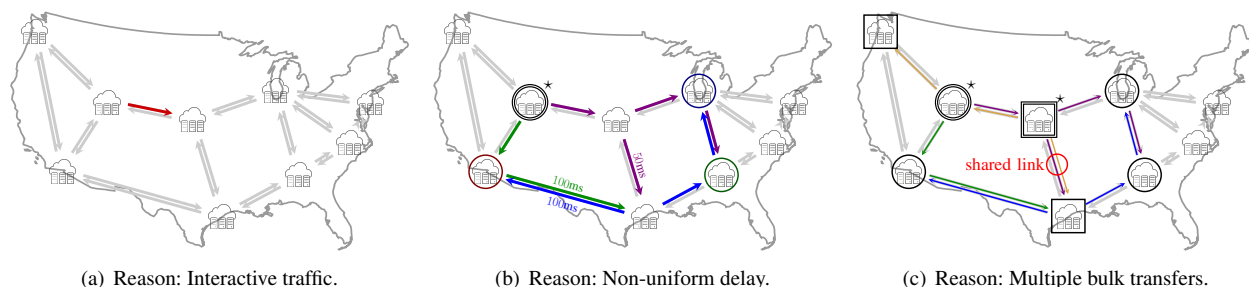 50ms
100ms
100ms
shared link
(a) Reason: Interactive traffic.
(b) Reason: Non-uniform delay.
(c) Reason: Multiple bulk transfers.